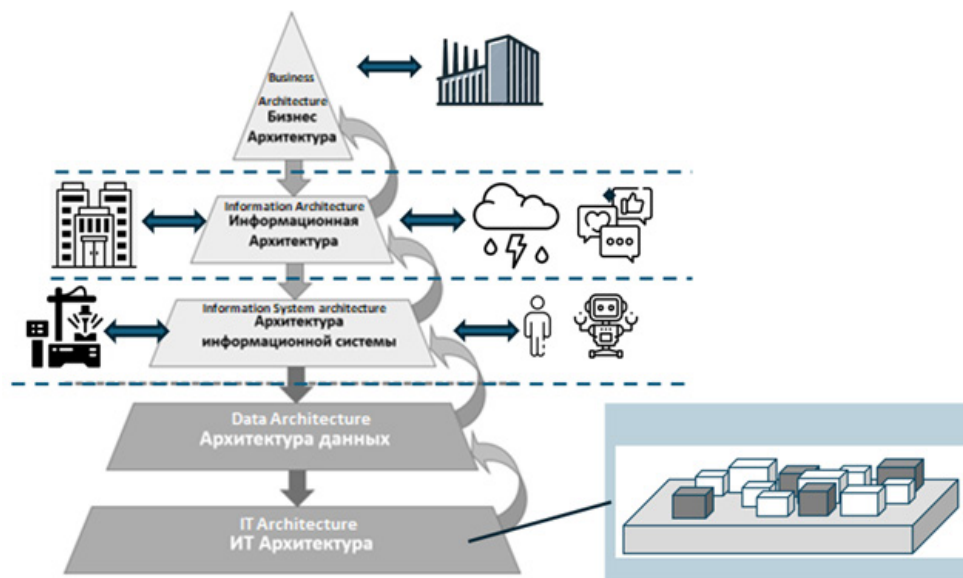 Business
Architecture
Бизнес
Архитектура
Information Architecture
Информационная
Архитектура
Information System architecture
Архитектура
информационной системы
Data Architecture
Архитектура данных
IT Architecture
ИТ Архитектура